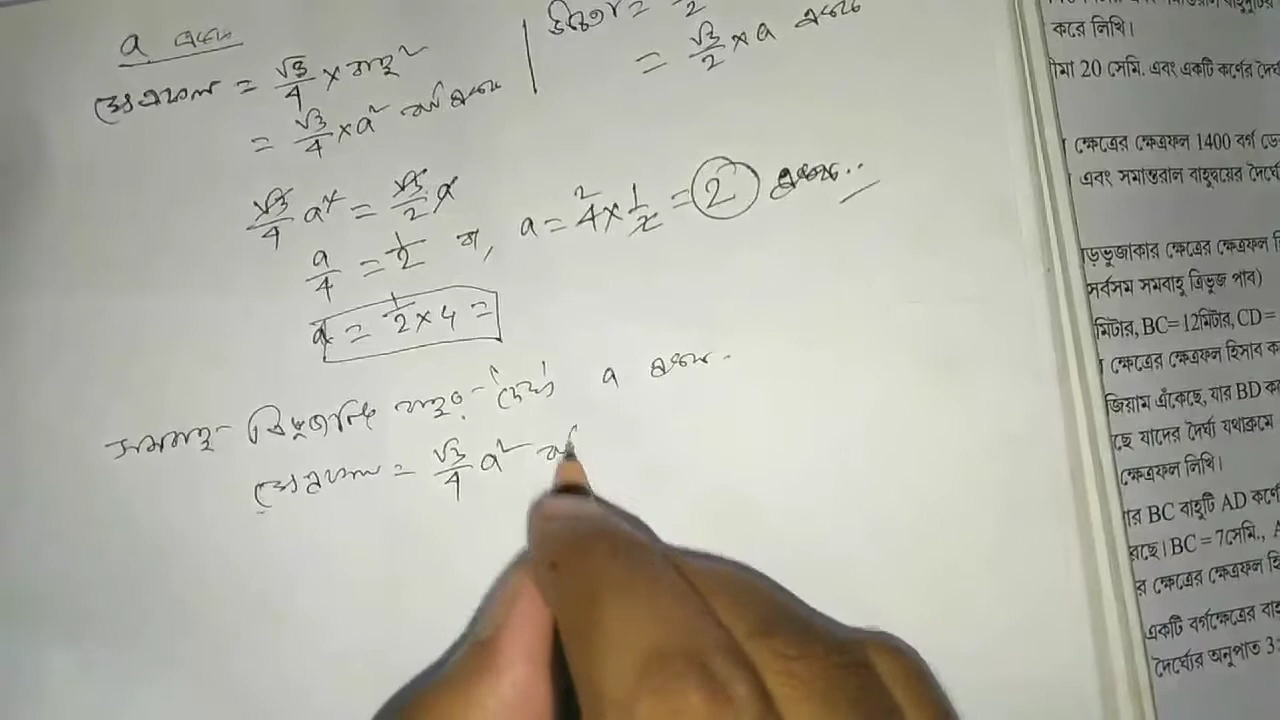 a একক
ক্ষেত্রফল = √3/4 × বাহু²
= √3/4 × a² বর্গ একক
উচ্চতা = /2
= √3/2 × a একক
√3/4 a² = √3/2 a
a/4 = 1/2 বা, a = 4 2 × 1/2 = 2 একক..
a = 1/2 × 4 =
সমবাহু ত্রিভুজটির বাহুর দৈর্ঘ্য a একক.
ক্ষেত্রফল = √3/4 a² বর্গ
করে লিখি।
সীমা 20 সেমি. এবং একটি কর্ণের দৈর্ঘ্য
ক্ষেত্রের ক্ষেত্রফল 1400 বর্গ ডে
এবং সমান্তরাল বাহুদ্বয়ের দৈর্ঘ্যে
ড়ভুজাকার ক্ষেত্রের ক্ষেত্রফল নি
সর্বসম সমবাহু ত্রিভুজ পাব)
মিটার, BC= 12মিটার, CD=
ক্ষেত্রের ক্ষেত্রফল হিসাব ক
জিয়াম এঁকেছে, যার BD ক
ছে যাদের দৈর্ঘ্য যথাক্রমে
ক্ষেত্রফল লিখি।
ার BC বাহুটি AD কর্ণে
রেছে। BC = 7সেমি., A
র ক্ষেত্রের ক্ষেত্রফল হি
একটি বর্গক্ষেত্রের বা
দৈর্ঘ্যের অনুপাত 3: